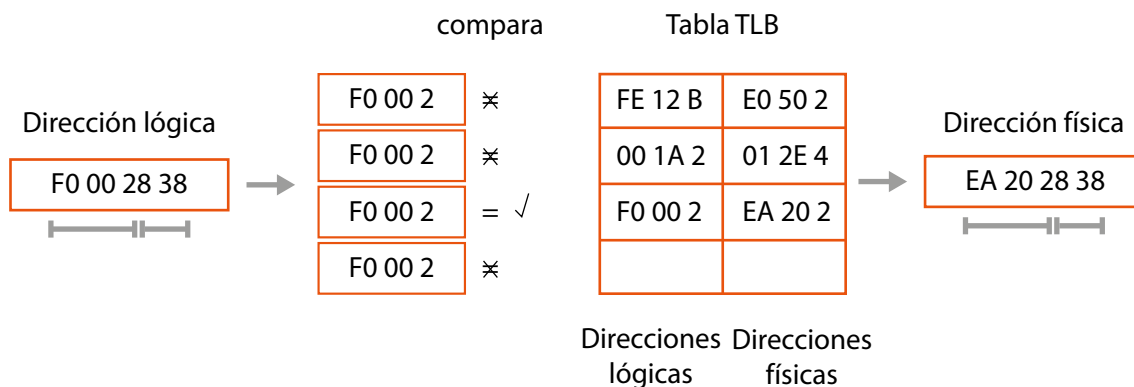 compara
Tabla TLB
Dirección lógica
F0 00 28 38
F0 00 2
F0 00 2
F0 00 2 = √
F0 00 2
FE 12 B E0 50 2
00 1A 2 01 2E 4
F0 00 2 EA 20 2
Direcciones lógicas
Direcciones físicas
Dirección física
EA 20 28 38